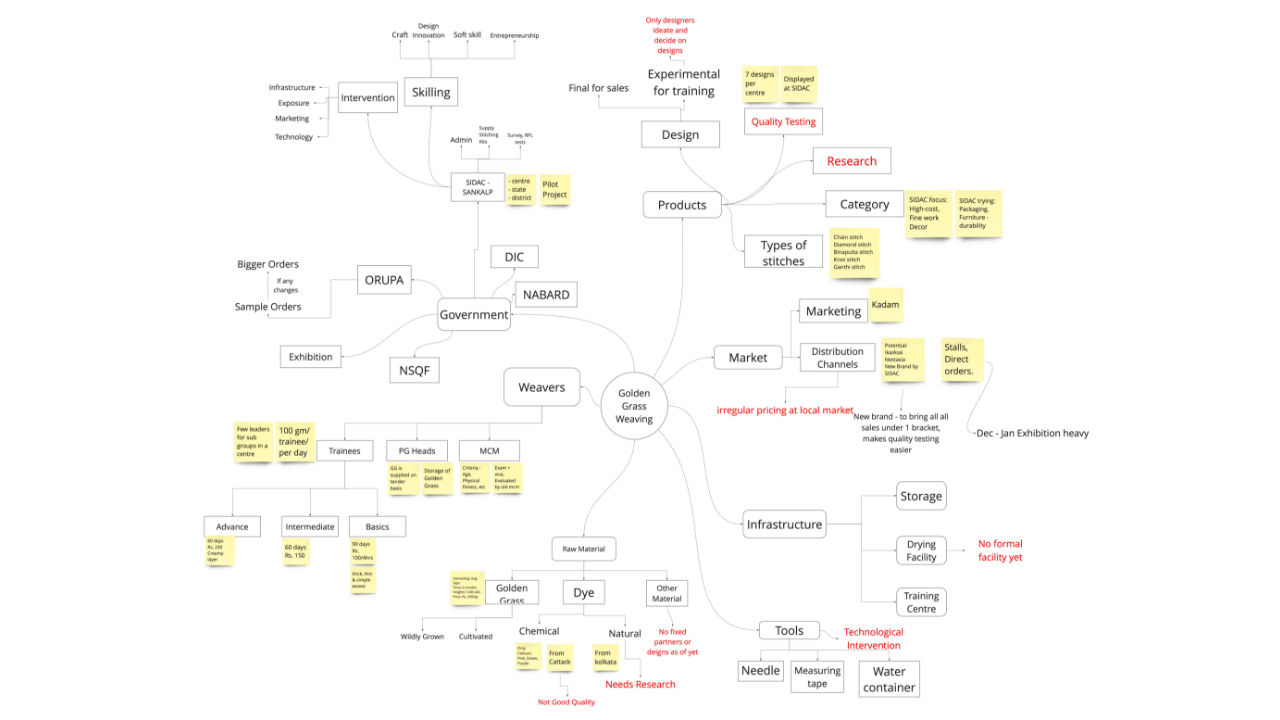 Only designers
ideate and
decide on
designs
Design
Innovation
Craft
Soft skill
Entrepreneurship
Experimental
for training
Final for sales
7 designs
per
centre
Displayed
at SIDAC
Infrastructure
Exposure
Marketing
Technology
Intervention
Skilling
Design
Quality Testing
Admin
Supply
Stitching
Kits
Survey, RPL
tests
Research
SIDAC -
SANKALP
- centre
- state
- district
Pilot
Project
Products
Category
SIDAC focus:
High-cost,
Fine work
Decor
SIDAC trying:
Packaging,
Furniture -
durability
Types of
stitches
Chain stitch
Diamond stitch
Binaputta stitch
Knot stitch
Ganthi stitch
Bigger Orders
If any
changes
Sample Orders
ORUPA
DIC
NABARD
Government
Exhibition
NSQF
Marketing
Kadam
Market
Distribution
Channels
Potential:
IkaiAsai
Nestasia
New Brand by
SIDAC
Stalls,
Direct
orders.
irregular pricing at local market
New brand - to bring all all
sales under 1 bracket,
makes quality testing
easier
Dec - Jan Exhibition heavy
Weavers
Golden
Grass
Weaving
Few leaders
for sub
groups in a
centre
100 gm/
trainee/
per day
Trainees
PG Heads
MCM
GG is
supplied on
tender
basis
Storage of
Golden
Grass
Criteria :
Age,
Physical
fitness, etc
Exam +
viva,
Evaluated
by old mcm
Advance
Intermediate
Basics
60 days
Rs. 250
Creamy
layer
60 days
Rs. 150
90 days
Rs.
100/4hrs
thick, thin
& simple
weave
Infrastructure
Storage
Drying
Facility
No formal
facility yet
Training
Centre
Raw Material
Golden
Grass
Dye
Other
Material
Wildly Grown
Cultivated
Chemical
Natural
Only
Colours:
Pink, Green,
Purple
From
Cattack
From
kolkata
No fixed
partners or
deigns as of yet
Needs Research
Not Good Quality
Tools
Technological
Intervention
Needle
Measuring
tape
Water
container